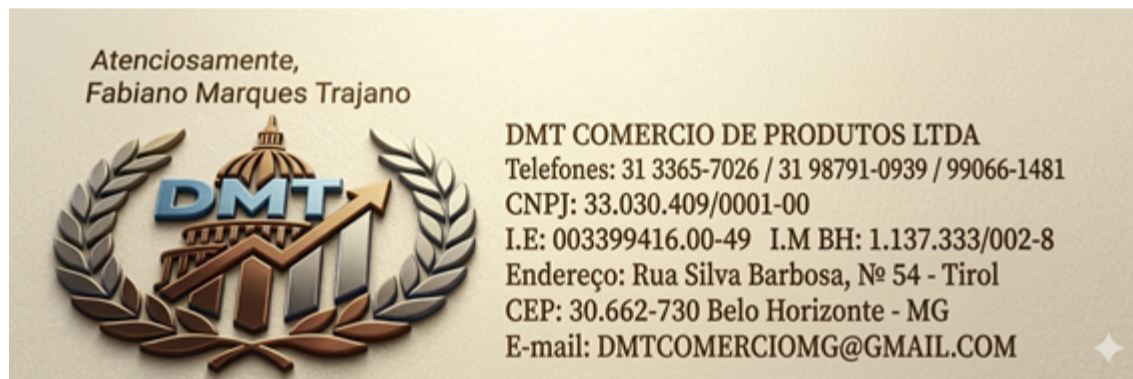 Atenciosamente,
Fabiano Marques Trajano
DMT
DMT COMERCIO DE PRODUTOS LTDA
Telefones: 31 3365-7026 / 31 98791-0939 / 99066-1481
CNPJ: 33.030.409/0001-00
I.E: 003399416.00-49 I.M BH: 1.137.333/002-8
Endereço: Rua Silva Barbosa, Nº 54 - Tirol
CEP: 30.662-730 Belo Horizonte - MG
E-mail: DMTCOMERCIOMG@GMAIL.COM